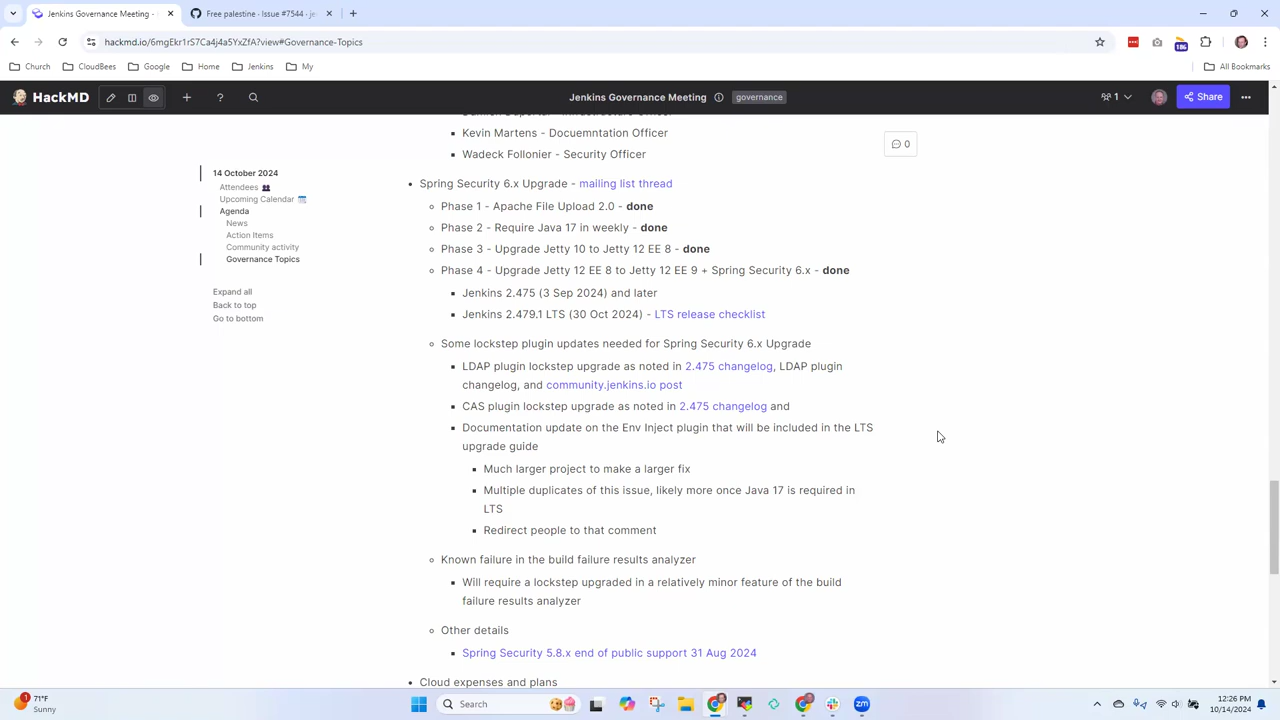 Jenkins Governance Meeting -
Free palestine · Issue #7544 · je
hackmd.io/6mgEkr1rS7Ca4j4a5YxZfA?view#Governance-Topics
186
Church
CloudBees
Google
Home
Jenkins
My
All Bookmarks
HackMD
Jenkins Governance Meeting
governance
1
Share
Kevin Martens - Docuemntation Officer
Wadeck Follonier - Security Officer
0
14 October 2024
Attendees
Upcoming Calendar
Agenda
News
Action Items
Community activity
Governance Topics
Expand all
Back to top
Go to bottom
Spring Security 6.x Upgrade - mailing list thread
Phase 1 - Apache File Upload 2.0 - done
Phase 2 - Require Java 17 in weekly - done
Phase 3 - Upgrade Jetty 10 to Jetty 12 EE 8 - done
Phase 4 - Upgrade Jetty 12 EE 8 to Jetty 12 EE 9 + Spring Security 6.x - done
Jenkins 2.475 (3 Sep 2024) and later
Jenkins 2.479.1 LTS (30 Oct 2024) - LTS release checklist
Some lockstep plugin updates needed for Spring Security 6.x Upgrade
LDAP plugin lockstep upgrade as noted in 2.475 changelog, LDAP plugin
changelog, and community.jenkins.io post
CAS plugin lockstep upgrade as noted in 2.475 changelog and
Documentation update on the Env Inject plugin that will be included in the LTS
upgrade guide
Much larger project to make a larger fix
Multiple duplicates of this issue, likely more once Java 17 is required in
LTS
Redirect people to that comment
Known failure in the build failure results analyzer
Will require a lockstep upgraded in a relatively minor feature of the build
failure results analyzer
Other details
Spring Security 5.8.x end of public support 31 Aug 2024
Cloud expenses and plans
1
71°F
Sunny
Search
12:26 PM
10/14/2024